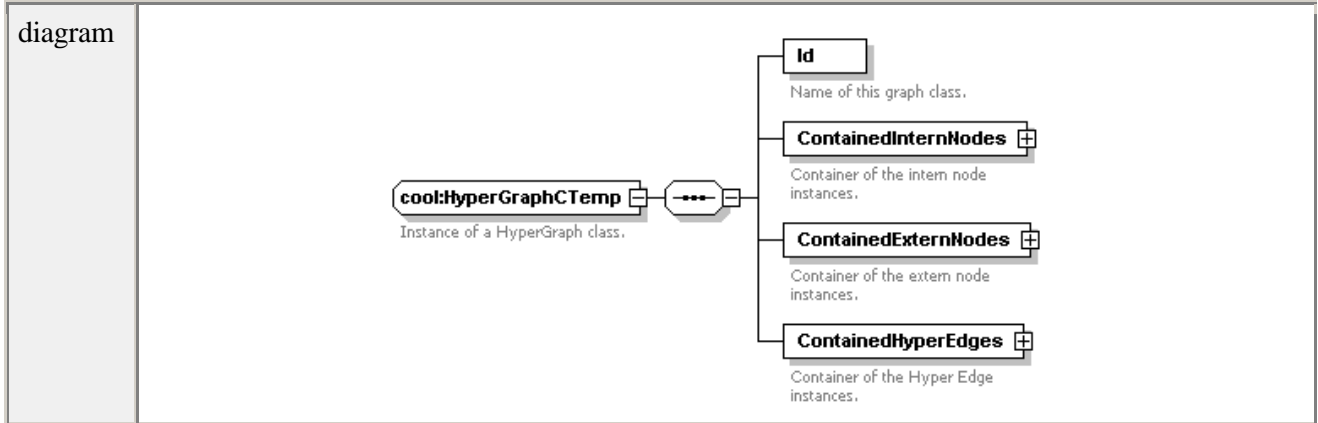 diagram
Id
Name of this graph class.
ContainedInternNodes
Container of the intern node
instances.
cool:HyperGraphCTemp
Instance of a HyperGraph class.
ContainedExternNodes
Container of the extern node
instances.
ContainedHyperEdges
Container of the Hyper Edge
instances.